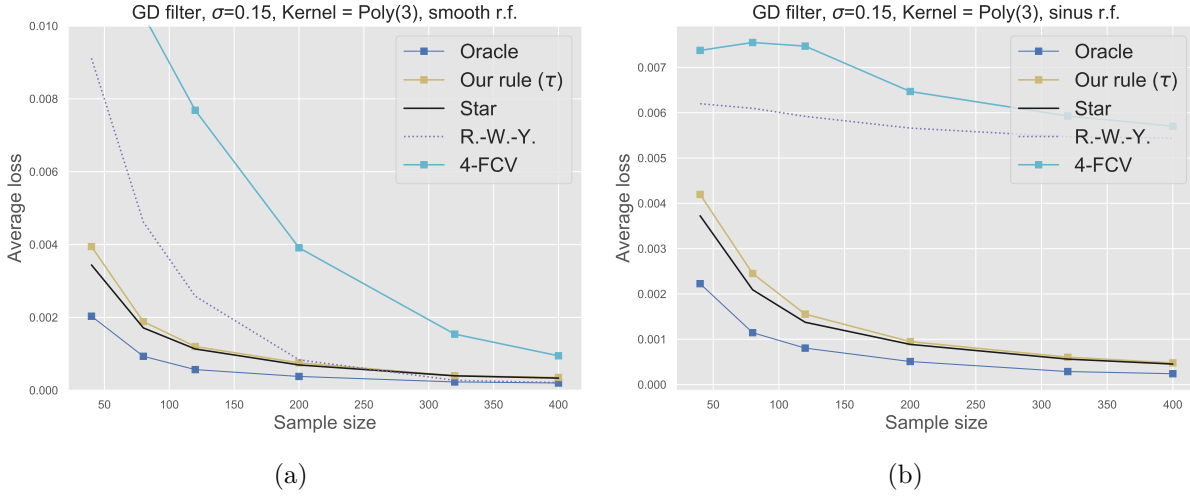 GD filter, σ=0.15, Kernel = Poly(3), smooth r.f.
0.010
0.008
0.006
0.004
0.002
0.000
Average loss
50 100 150 200 250 300 350 400
Sample size
Oracle
Our rule (τ)
Star
R.-W.-Y.
4-FCV
(a)
GD filter, σ=0.15, Kernel = Poly(3), sinus r.f.
0.007
0.006
0.005
0.004
0.003
0.002
0.001
0.000
Average loss
50 100 150 200 250 300 350 400
Sample size
Oracle
Our rule (τ)
Star
R.-W.-Y.
4-FCV
(b)